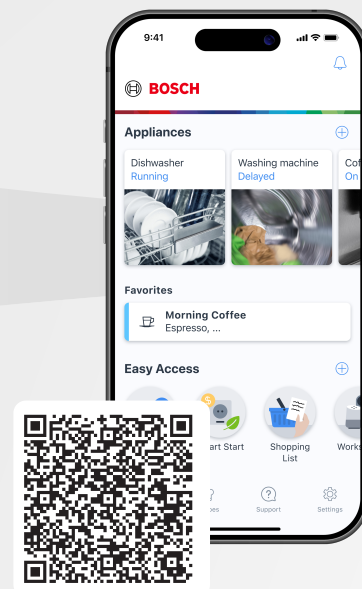 9:41
BOSCH
Appliances
Dishwasher
Running
Washing machine
Delayed
Cof
On
Favorites
Morning Coffee
Espresso, ...
Easy Access
art Start
Shopping
List
Works
Support
Settings